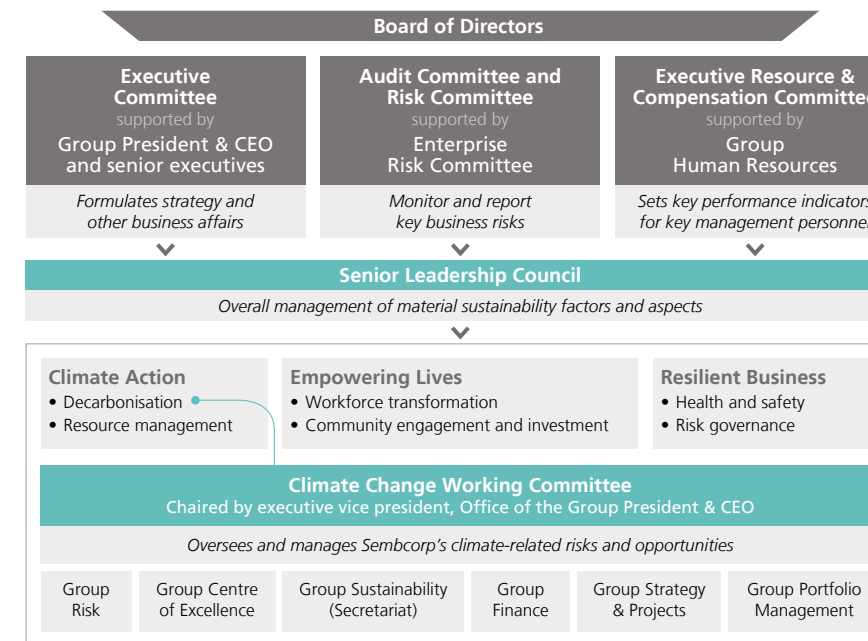 Board of Directors
Executive
Committee
supported by
Group President & CEO
and senior executives
Formulates strategy and
other business affairs
Audit Committee and
Risk Committee
supported by
Enterprise
Risk Committee
Monitor and report
key business risks
Executive Resource &
Compensation Committe
supported by
Group
Human Resources
Sets key performance indicators
for key management personne
Senior Leadership Council
Overall management of material sustainability factors and aspects
Climate Action
• Decarbonisation
• Resource management
Empowering Lives
• Workforce transformation
• Community engagement and investment
Resilient Business
• Health and safety
• Risk governance
Climate Change Working Committee
Chaired by executive vice president, Office of the Group President & CEO
Oversees and manages Sembcorp’s climate-related risks and opportunities
Group
Risk
Group Centre
of Excellence
Group Sustainability
(Secretariat)
Group
Finance
Group Strategy
& Projects
Group Portfolio
Management